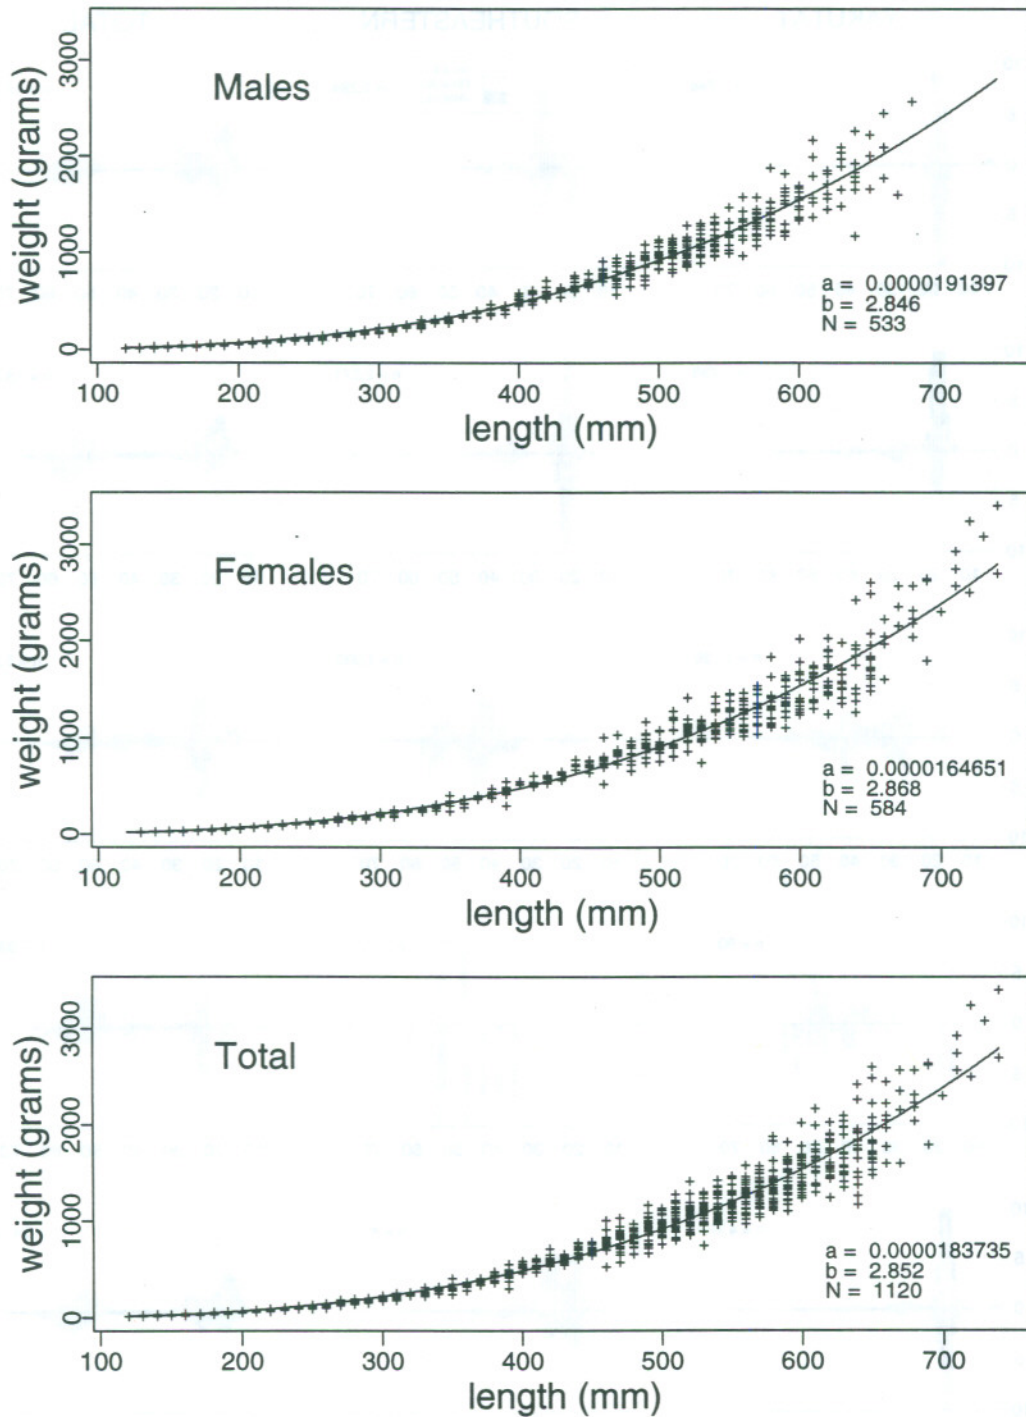 Males
weight (grams)
3000
2000
1000
0
a = 0.0000191397
b = 2.846
N = 533
100 200 300 400 500 600 700
length (mm)
Females
weight (grams)
3000
2000
1000
0
a = 0.0000164651
b = 2.868
N = 584
100 200 300 400 500 600 700
length (mm)
Total
weight (grams)
3000
2000
1000
0
a = 0.0000183735
b = 2.852
N = 1120
100 200 300 400 500 600 700
length (mm)